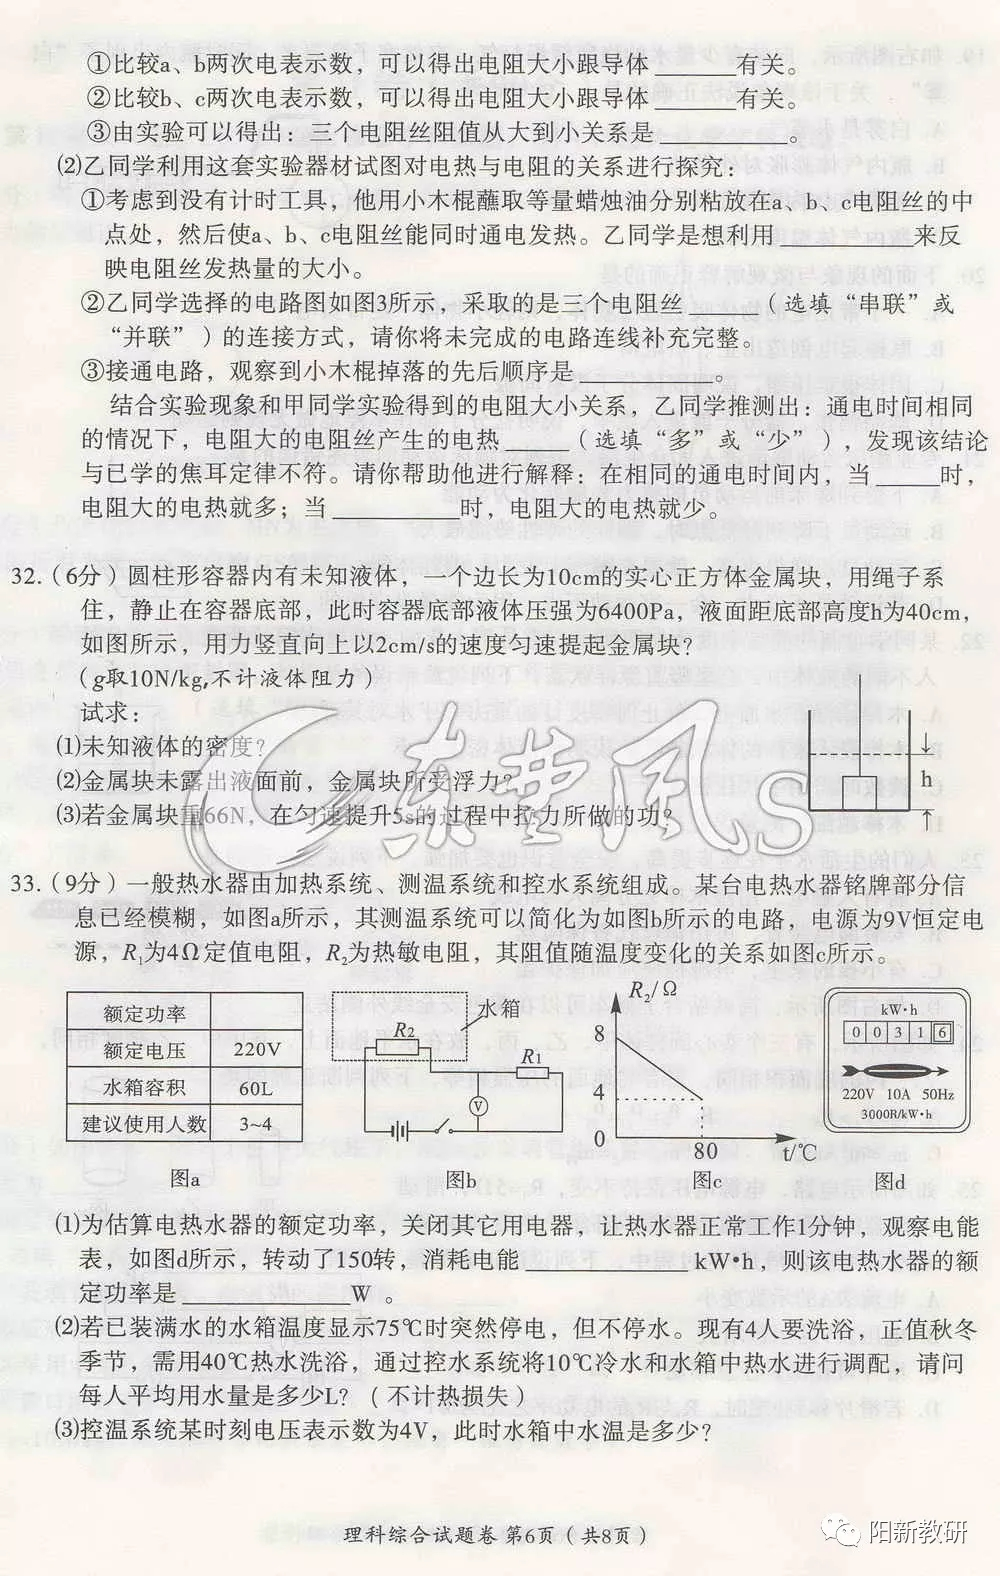 ①比较a、b两次电表示数，可以得出电阻大小跟导体________有关。
②比较b、c两次电表示数，可以得出电阻大小跟导体________有关。
③由实验可以得出：三个电阻丝阻值从大到小关系是____________。
⑵乙同学利用这套实验器材试图对电热与电阻的关系进行探究：
①考虑到没有计时工具，他用小木棍蘸取等量蜡烛油分别粘放在a、b、c电阻丝的中
点处，然后使a、b、c电阻丝能同时通电发热。乙同学是想利用____________来反
映电阻丝发热量的大小。
②乙同学选择的电路图如图3所示，采取的是三个电阻丝______（选填“串联”或
“并联”）的连接方式，请你将未完成的电路连线补充完整。
③接通电路，观察到小木棍掉落的先后顺序是____________。
结合实验现象和甲同学实验得到的电阻大小关系，乙同学推测出：通电时间相同
的情况下，电阻大的电阻丝产生的电热______（选填“多”或“少”），发现该结论
与已学的焦耳定律不符。请你帮助他进行解释：在相同的通电时间内，当______时，
电阻大的电热就多；当____________时，电阻大的电热就少。
32.（6分）圆柱形容器内有未知液体，一个边长为10cm的实心正方体金属块，用绳子系
住，静止在容器底部，此时容器底部液体压强为6400Pa，液面距底部高度h为40cm，
如图所示，用力竖直向上以2cm/s的速度匀速提起金属块？
（g取10N/kg,不计液体阻力）
试求：
⑴未知液体的密度？
⑵金属块未露出液面前，金属块所受浮力？
⑶若金属块重66N，在匀速提升5s的过程中拉力所做的功？
h
东楚风S
33.（9分）一般热水器由加热系统、测温系统和控水系统组成。某台电热水器铭牌部分信
息已经模糊，如图a所示，其测温系统可以简化为如图b所示的电路，电源为9V恒定电
源，R₁为4Ω定值电阻，R₂为热敏电阻，其阻值随温度变化的关系如图c所示。
额定功率
额定电压 220V
水箱容积 60L
建议使用人数 3~4
图a
水箱
R2
R1
V
图b
R₂/Ω
8
4
0
80
t/℃
图c
kW·h
0 0 3 1 6
220V 10A 50Hz
3000R/kW·h
图d
⑴为估算电热水器的额定功率，关闭其它用电器，让热水器正常工作1分钟，观察电能
表，如图d所示，转动了150转，消耗电能______________kW·h，则该电热水器的额
定功率是______________W 。
⑵若已装满水的水箱温度显示75℃时突然停电，但不停水。现有4人要洗浴，正值秋冬
季节，需用40℃热水洗浴，通过控水系统将10℃冷水和水箱中热水进行调配，请问
每人平均用水量是多少L？（不计热损失）
⑶控温系统某时刻电压表示数为4V，此时水箱中水温是多少？
理科综合试题卷 第6页（共8页）
阳新教研